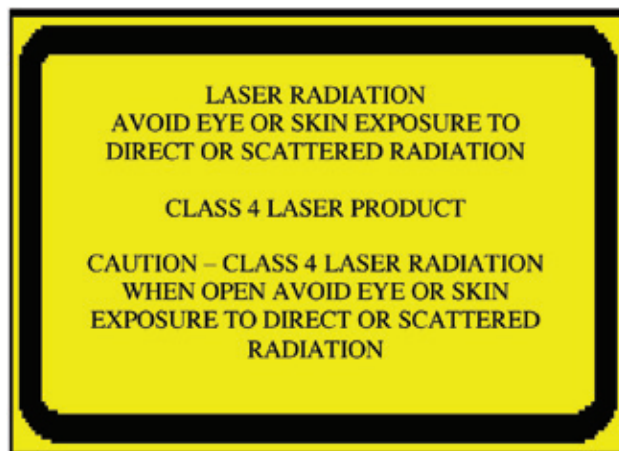 LASER RADIATION
AVOID EYE OR SKIN EXPOSURE TO
DIRECT OR SCATTERED RADIATION
CLASS 4 LASER PRODUCT
CAUTION – CLASS 4 LASER RADIATION
WHEN OPEN AVOID EYE OR SKIN
EXPOSURE TO DIRECT OR SCATTERED
RADIATION